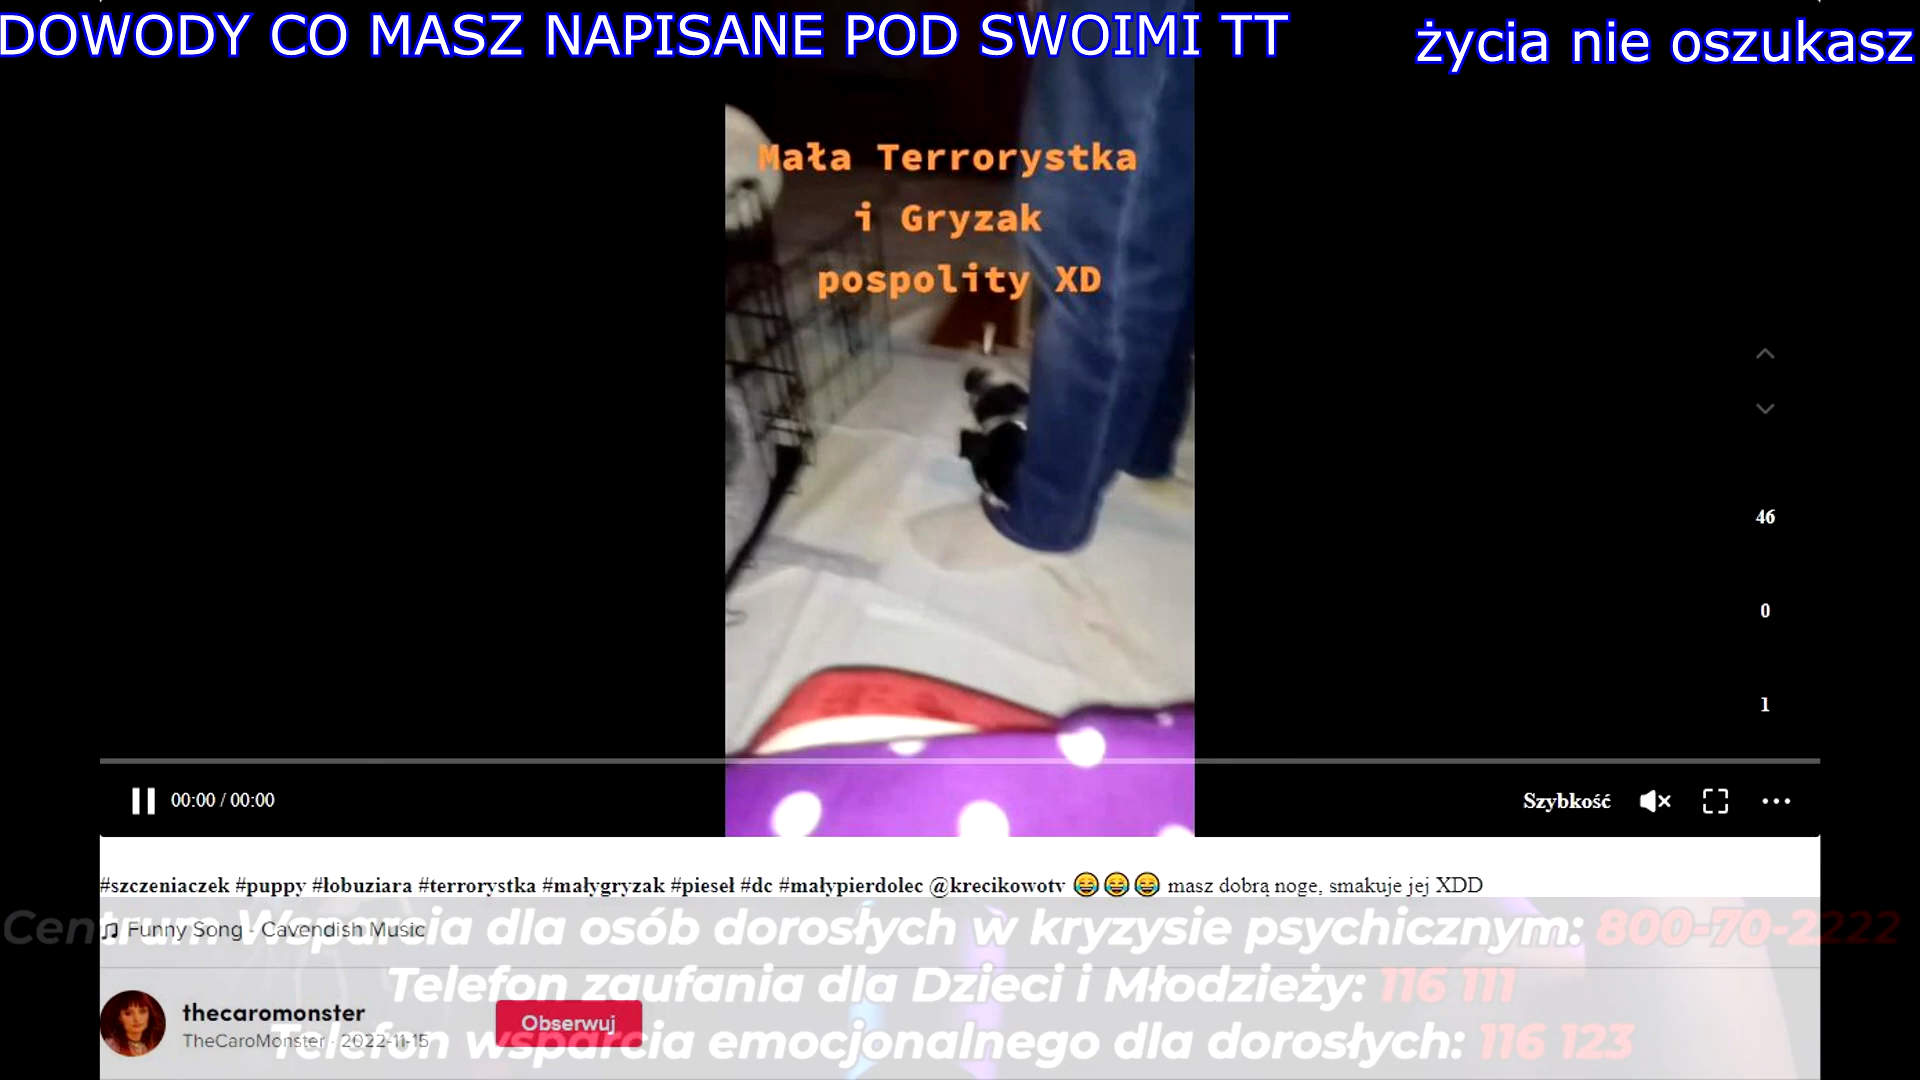 DOWODY CO MASZ NAPISANE POD SWOIMI TT
życia nie oszukasz
Mała Terrorystka
i Gryzak
pospolity XD
46
0
1
00:00 / 00:00
Szybkość
#szczeniaczek #puppy #łobuziara #terrorystka #małygryzak #pieseł #dc #małypierdolec @krecikowotv 😂😂😂 masz dobrą noge, smakuje jej XDD
Centrum Wsparcia dla osób dorosłych w kryzysie psychicznym: 800-70-2222
♫ Funny Song - Cavendish Music
Telefon zaufania dla Dzieci i Młodzieży: 116 111
thecaromonster
Obserwuj
TheCaroMonster · 2022-11-15
Telefon wsparcia emocjonalnego dla dorosłych: 116 123